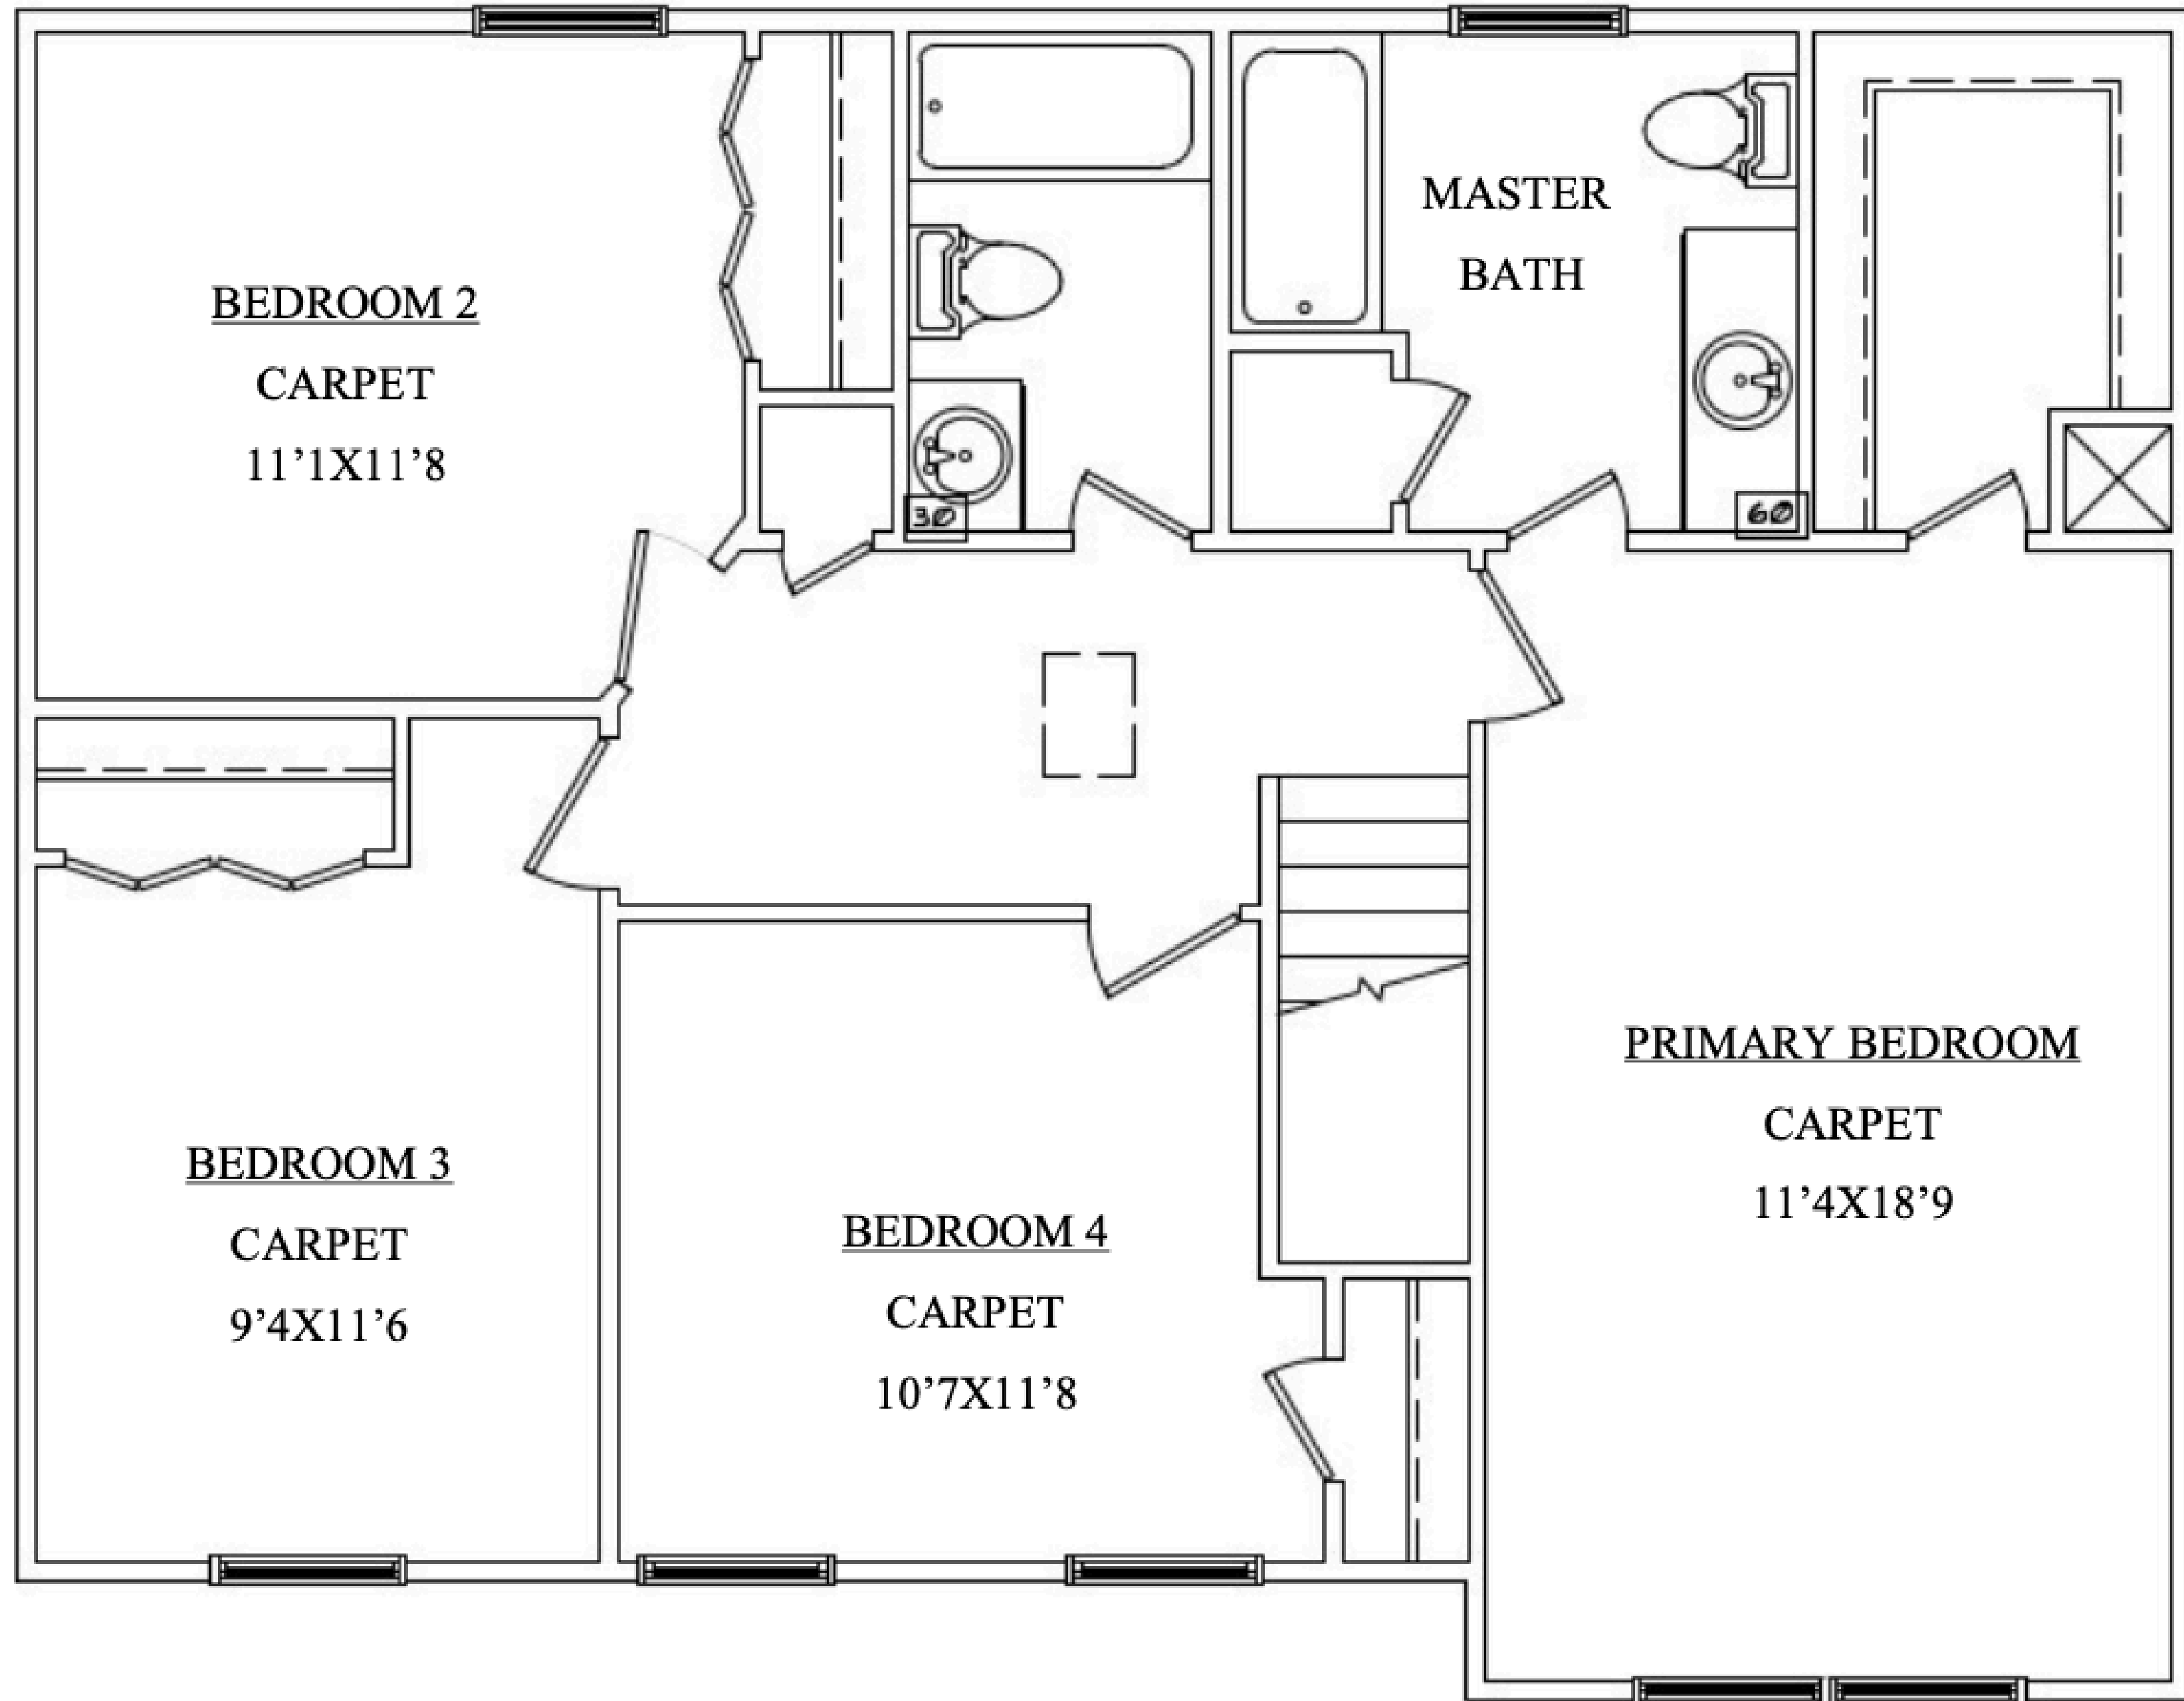 MASTER
BATH
BEDROOM 2
CARPET
11’1X11’8
30
60
PRIMARY BEDROOM
CARPET
11’4X18’9
BEDROOM 3
CARPET
9’4X11’6
BEDROOM 4
CARPET
10’7X11’8